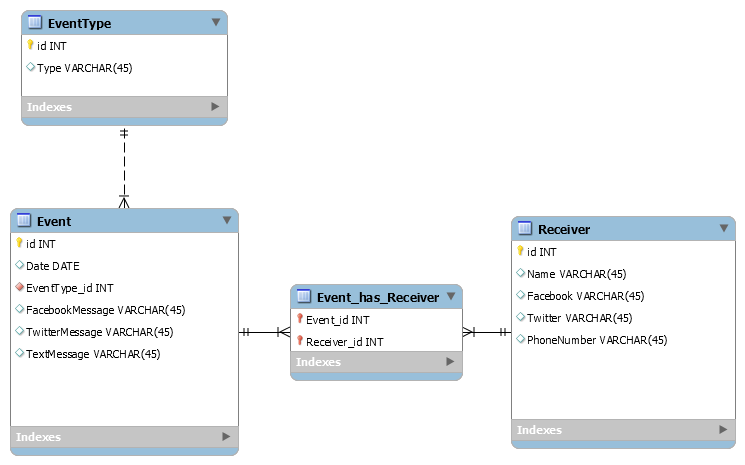 EventType
id INT
Type VARCHAR(45)
Indexes
Event
id INT
Date DATE
EventType_id INT
FacebookMessage VARCHAR(45)
TwitterMessage VARCHAR(45)
TextMessage VARCHAR(45)
Indexes
Event_has_Receiver
Event_id INT
Receiver_id INT
Indexes
Receiver
id INT
Name VARCHAR(45)
Facebook VARCHAR(45)
Twitter VARCHAR(45)
PhoneNumber VARCHAR(45)
Indexes